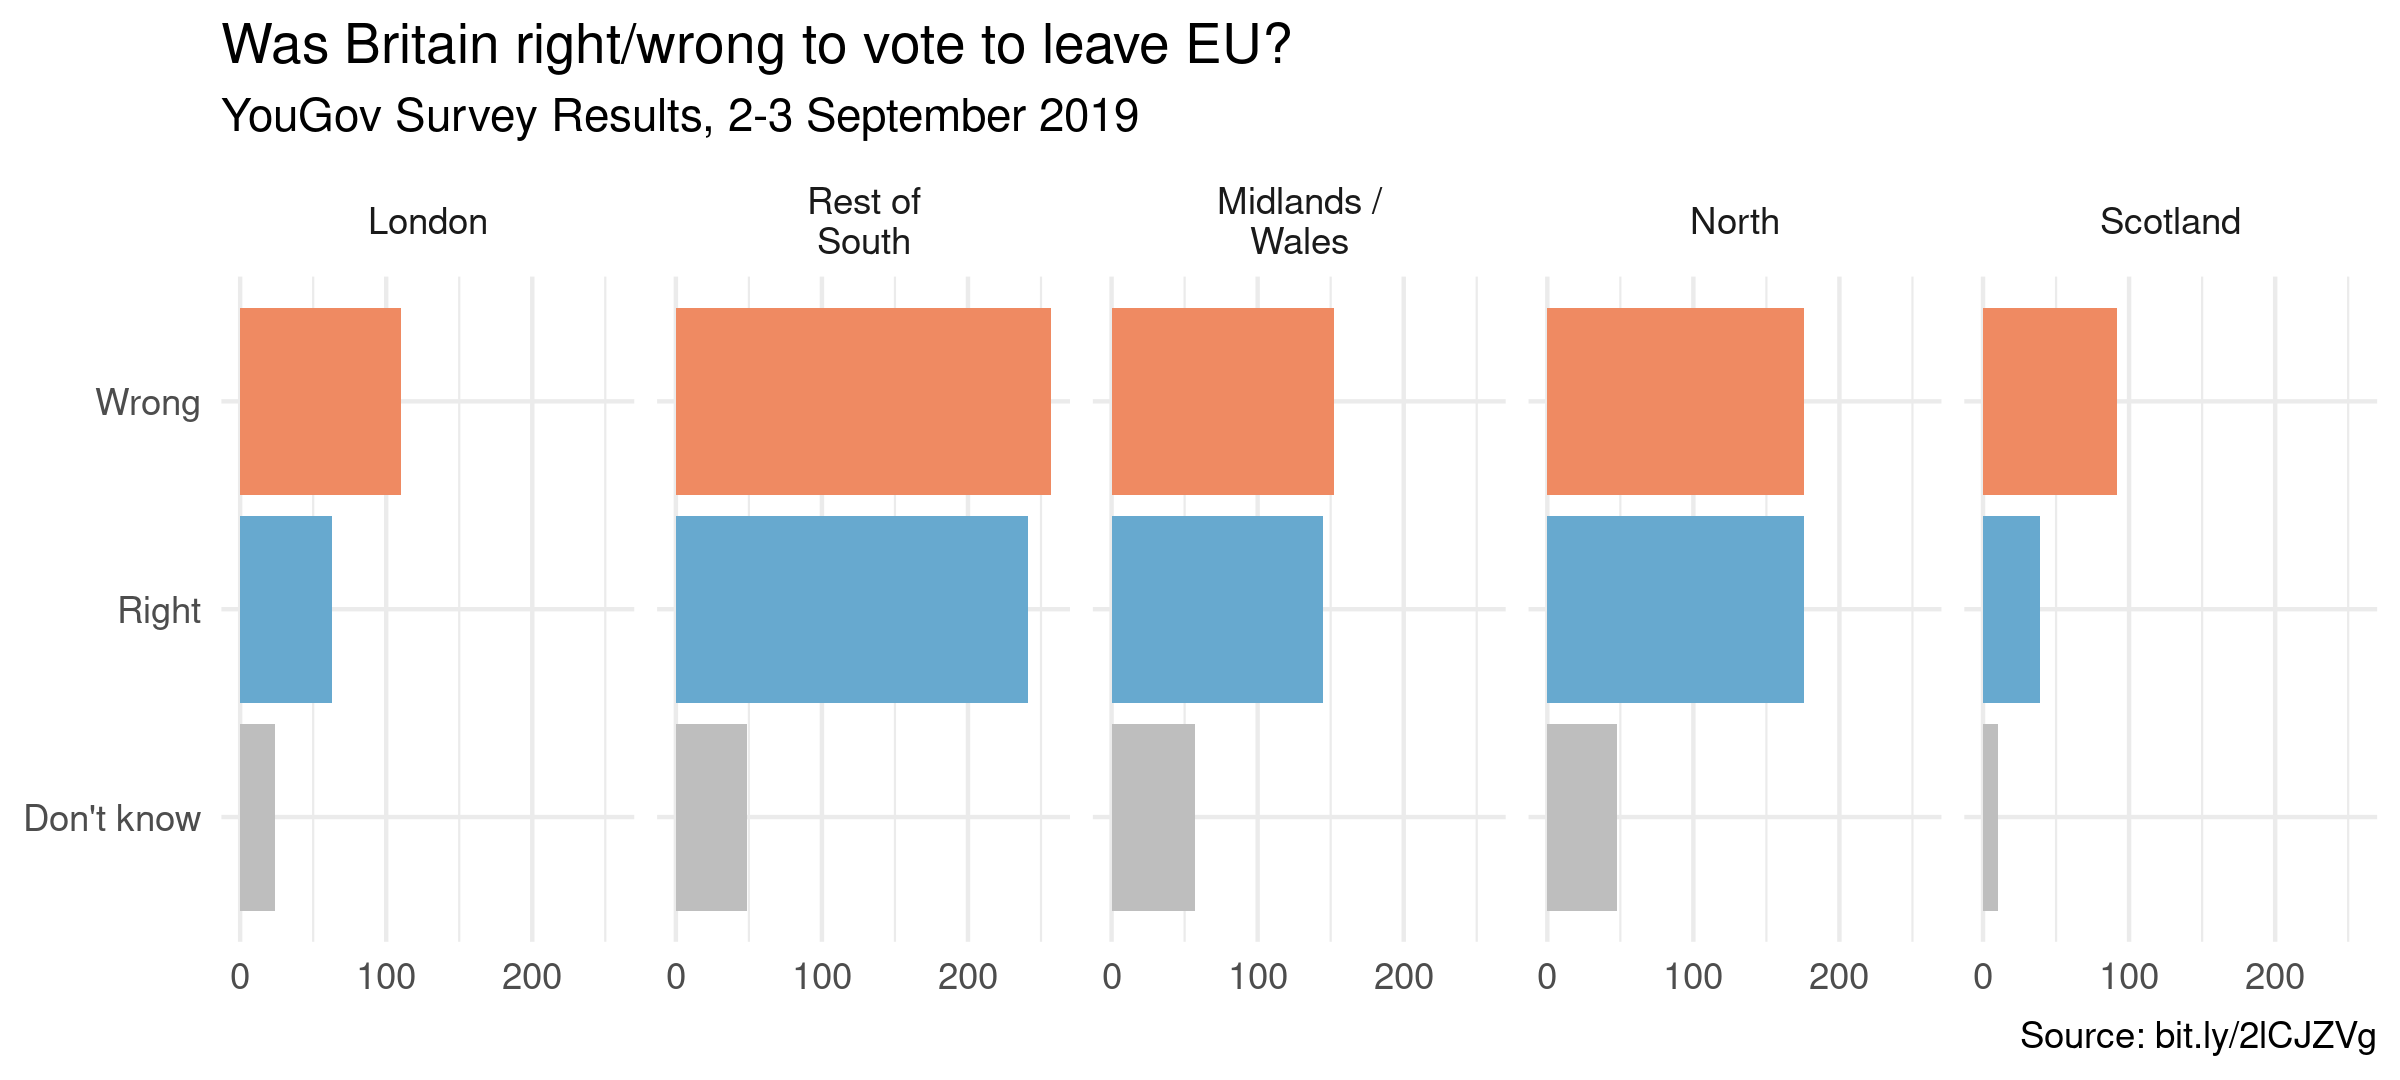 Was Britain right/wrong to vote to leave EU?
YouGov Survey Results, 2-3 September 2019
London
Rest of
South
Midlands /
Wales
North
Scotland
Wrong
Right
Don't know
0 100 200
0 100 200
0 100 200
0 100 200
0 100 200
Source: bit.ly/2lCJZVg